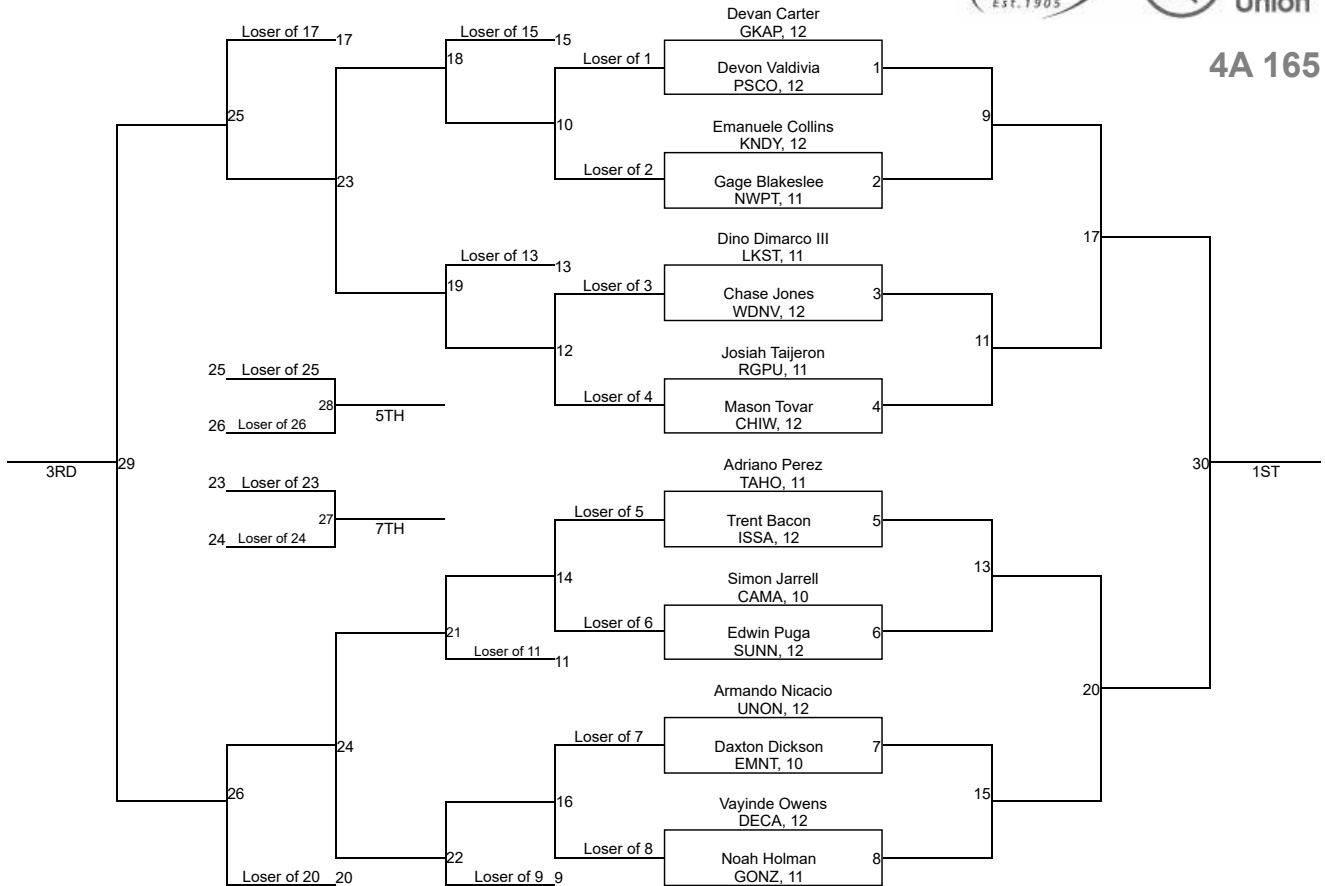 Est. 1905
Union
4A 165
Devan Carter
GKAP, 12
Loser of 17 17
Loser of 15 15
18
Loser of 1
Devon Valdivia 1
PSCO, 12
25
10
9
Emanuele Collins
KNDY, 12
Loser of 2
23
Gage Blakeslee 2
NWPT, 11
Dino Dimarco III
LKST, 11
17
Loser of 13 13
19
Loser of 3
Chase Jones 3
WDNV, 12
12
11
Josiah Taijeron
RGPU, 11
25 Loser of 25
Loser of 4
28
5TH
Mason Tovar 4
CHIW, 12
26 Loser of 26
3RD
29
Adriano Perez
TAHO, 11
30
1ST
23 Loser of 23
Loser of 5
27
7TH
Trent Bacon 5
ISSA, 12
24 Loser of 24
14
13
Simon Jarrell
CAMA, 10
Loser of 6
21
Edwin Puga 6
SUNN, 12
Loser of 11 11
20
Armando Nicacio
UNON, 12
Loser of 7
24
Daxton Dickson 7
EMNT, 10
26
16
15
Vayinde Owens
DECA, 12
Loser of 8
22
Noah Holman 8
GONZ, 11
Loser of 20 20
Loser of 9 9